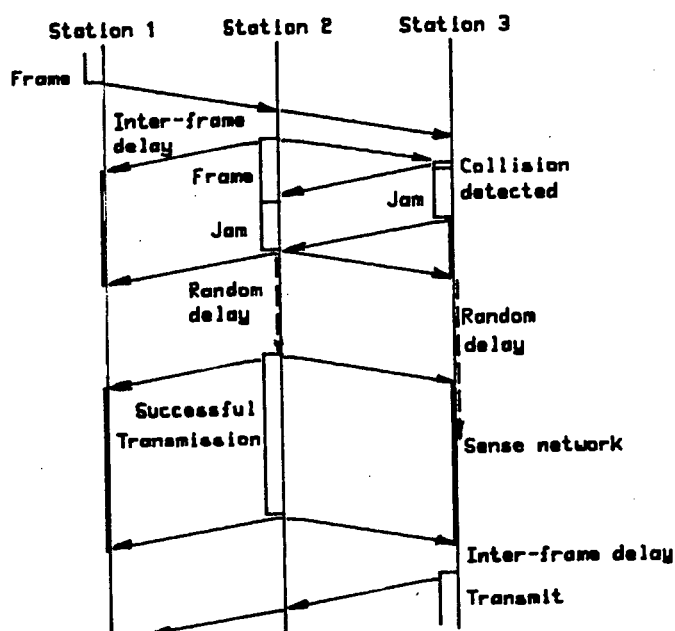 Station 1 Station 2 Station 3
Frame
Inter-frame
delay
Frame
Collision
detected
Jam
Jam
Random
delay
Random
delay
Successful
Transmission
Sense network
Inter-frame delay
Transmit